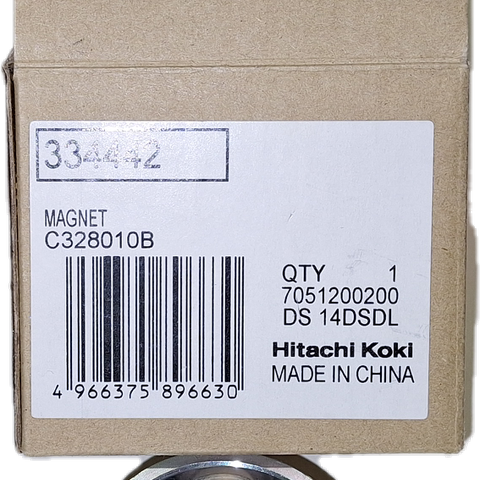 334442
MAGNET
C328010B
4 966375 896630
QTY 1
7051200200
DS 14DSDL
Hitachi Koki
MADE IN CHINA